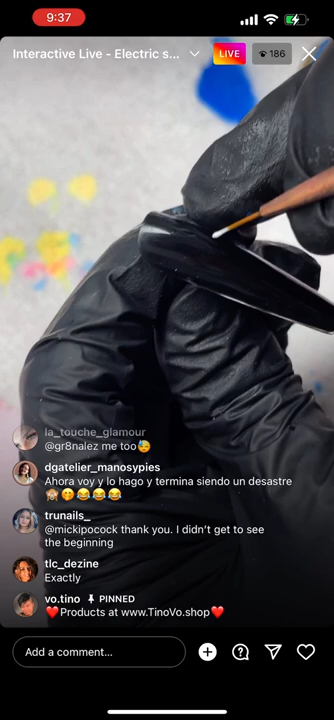 9:37
Interactive Live - Electric s...
LIVE
186
la_touche_glamour
@gr8nalez me too😓
dgatelier_manosypies
Ahora voy y lo hago y termina siendo un desastre
🙈🤭😂😂😂
trunails_
@mickipocock thank you. I didn’t get to see
the beginning
tlc_dezine
Exactly
vo.tino PINNED
❤️Products at www.TinoVo.shop❤️
Add a comment...